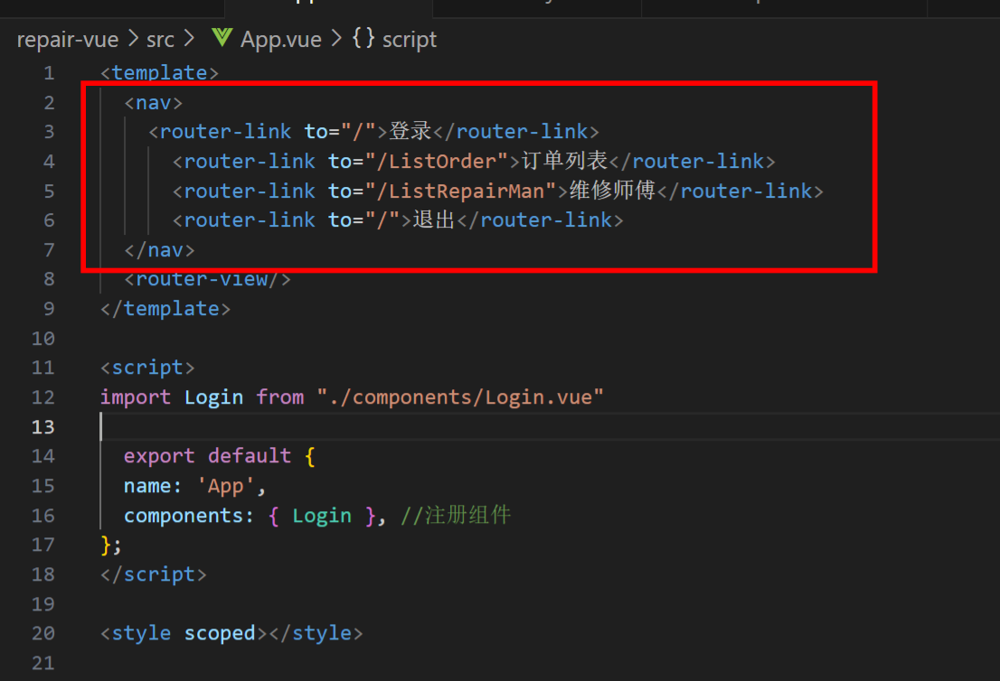 repair-vue > src > App.vue > {} script
1 <template>
2 <nav>
3 <router-link to="/">登录</router-link>
4 <router-link to="/ListOrder">订单列表</router-link>
5 <router-link to="/ListRepairMan">维修师傅</router-link>
6 <router-link to="/">退出</router-link>
7 </nav>
8 <router-view/>
9 </template>
10
11 <script>
12 import Login from "./components/Login.vue"
13
14 export default {
15 name: 'App',
16 components: { Login }, //注册组件
17 };
18 </script>
19
20 <style scoped></style>
21